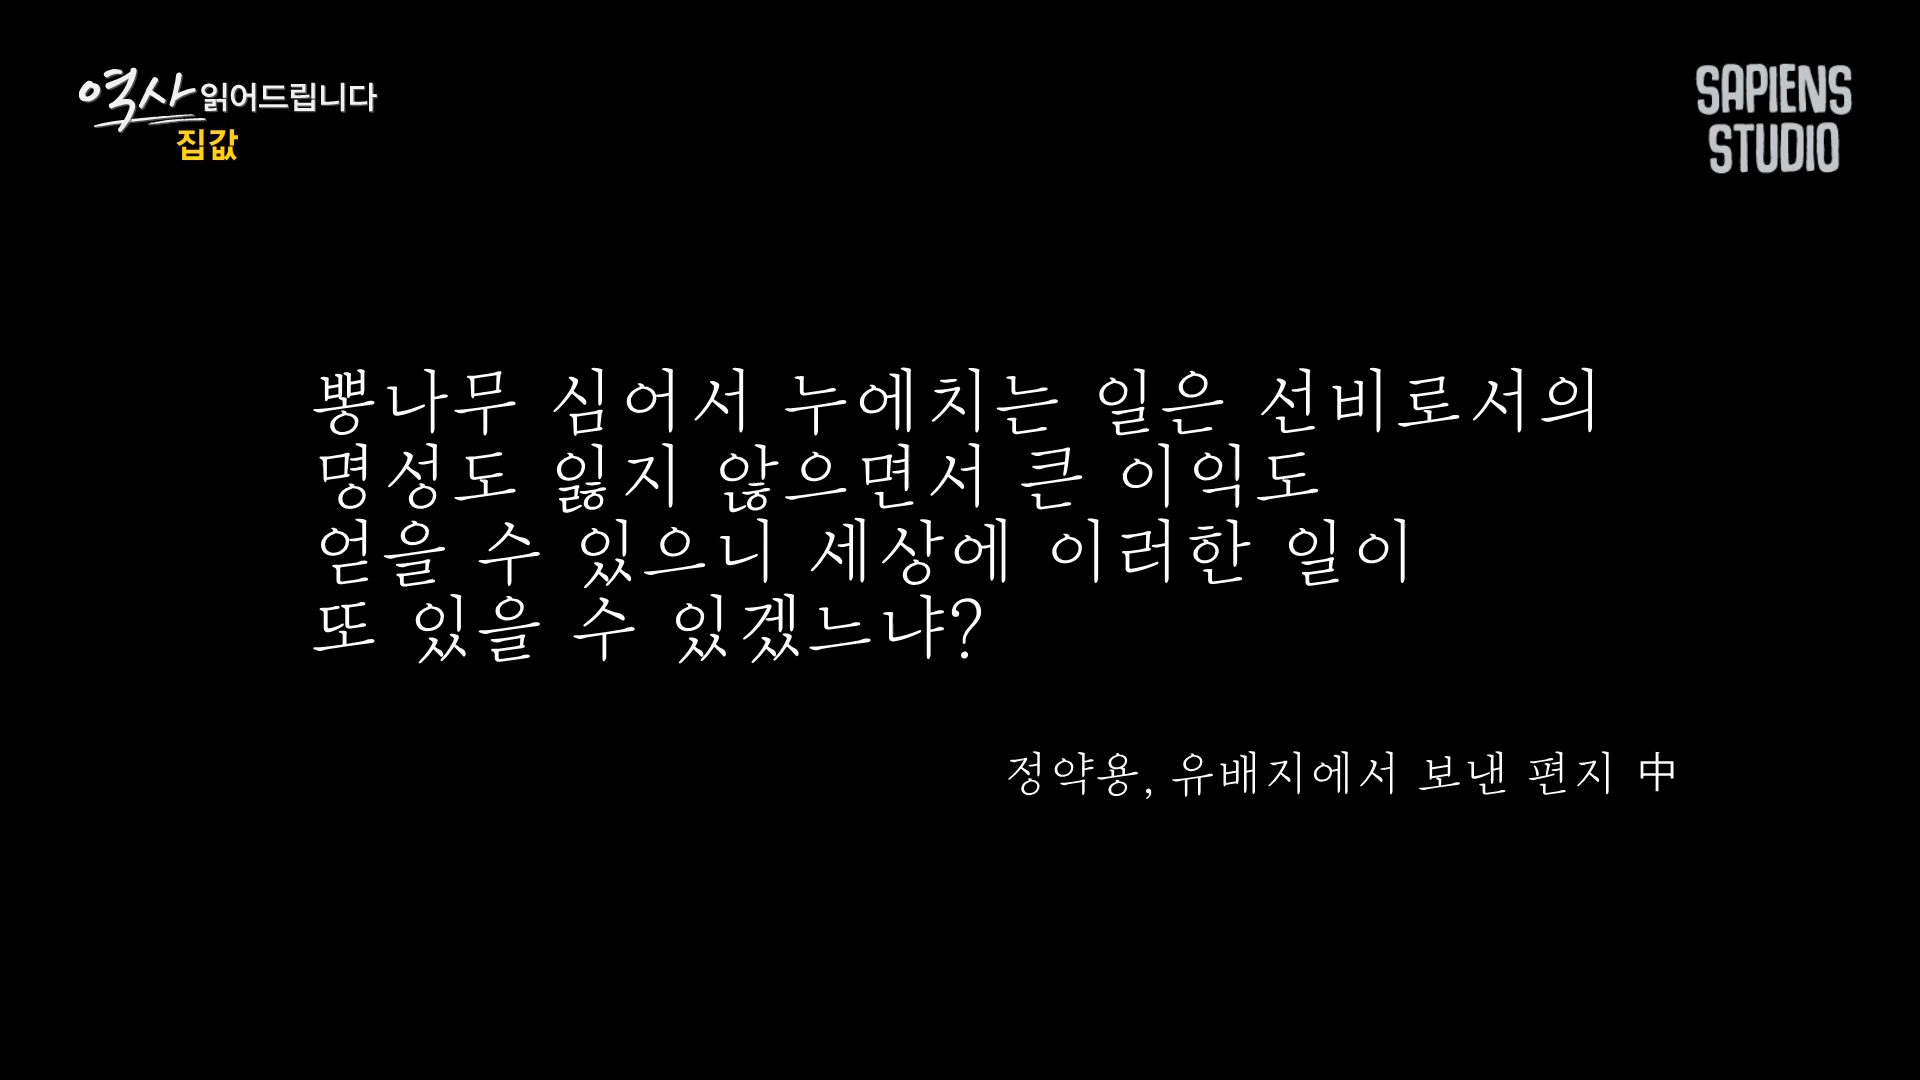 역사 읽어드립니다
집값
SAPIENS
STUDIO
뽕나무 심어서 누에치는 일은 선비로서의
명성도 잃지 않으면서 큰 이익도
얻을 수 있으니 세상에 이러한 일이
또 있을 수 있겠느냐?
정약용, 유배지에서 보낸 편지 中